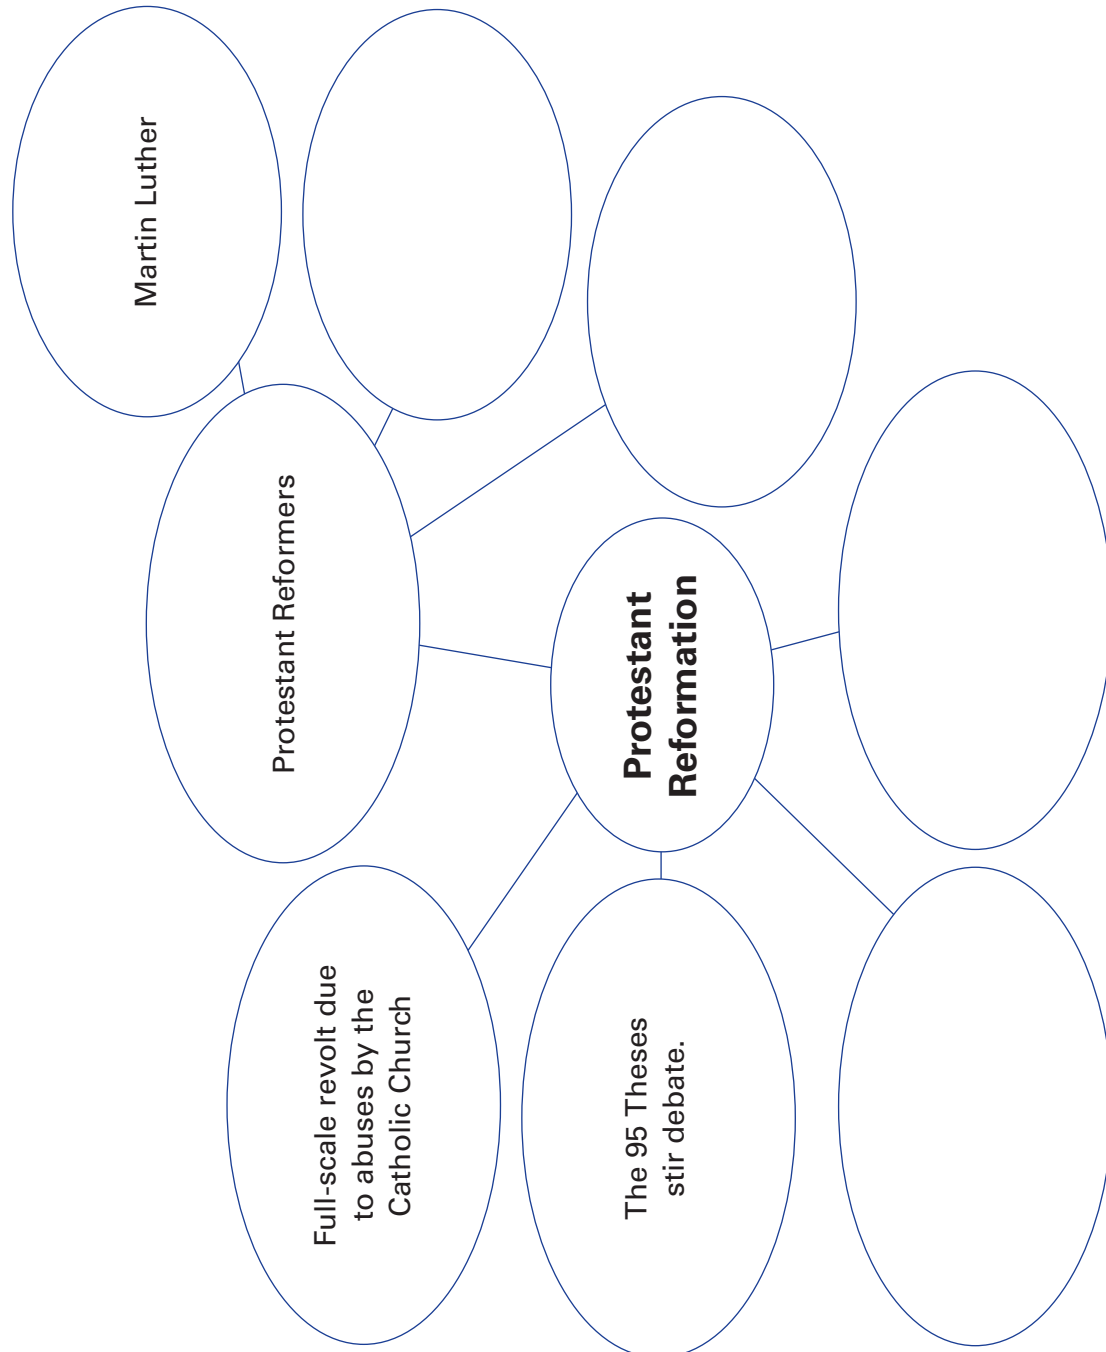 Full-scale revolt due
to abuses by the
Catholic Church
Protestant Reformers
Martin Luther
The 95 Theses
stir debate.
Protestant
Reformation